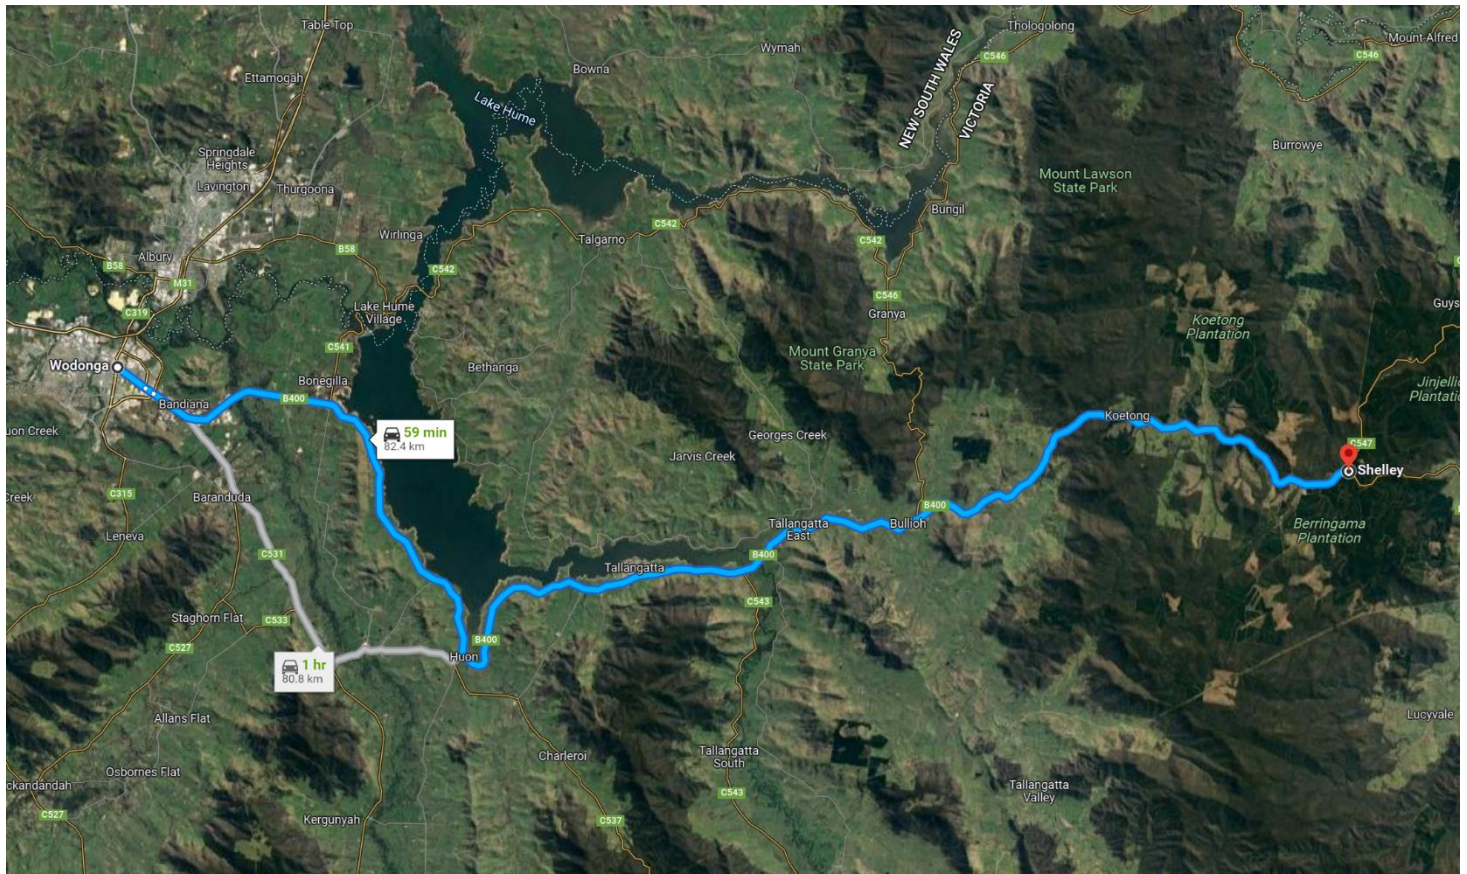 Table Top
Thologolong
Mount Alfred
C546
C546
Wymah
Bowna
Ettamogah
Lake Hume
NEW SOUTH WALES
VICTORIA
Burrowye
Springdale
Heights
Lavington
Thurgoona
Mount Lawson
State Park
Bungil
Wirlinga
C542
Talgarno
C542
B58
Albury
B58
C542
M31
C546
Guys
Lake Hume
Village
C319
Granya
Koetong
Plantation
C541
Mount Granya
State Park
Wodonga
Bethanga
Bonegilla
Jinjellic
Plantatio
B400
Bandiana
Koetong
uon Creek
59 min
82.4 km
Georges Creek
C547
Jarvis Creek
Shelley
C315
Creek
Baranduda
B400
Tallangatta
East
Bullioh
Berringama
Plantation
Leneva
C531
B400
Tallangatta
C543
Staghorn Flat
C533
B400
C527
Huon
1 hr
80.8 km
Allans Flat
Lucyvale
Charleroi
Tallangatta
South
Osbornes Flat
ckandandah
Tallangatta
Valley
C543
C527
Kergunyah
C537